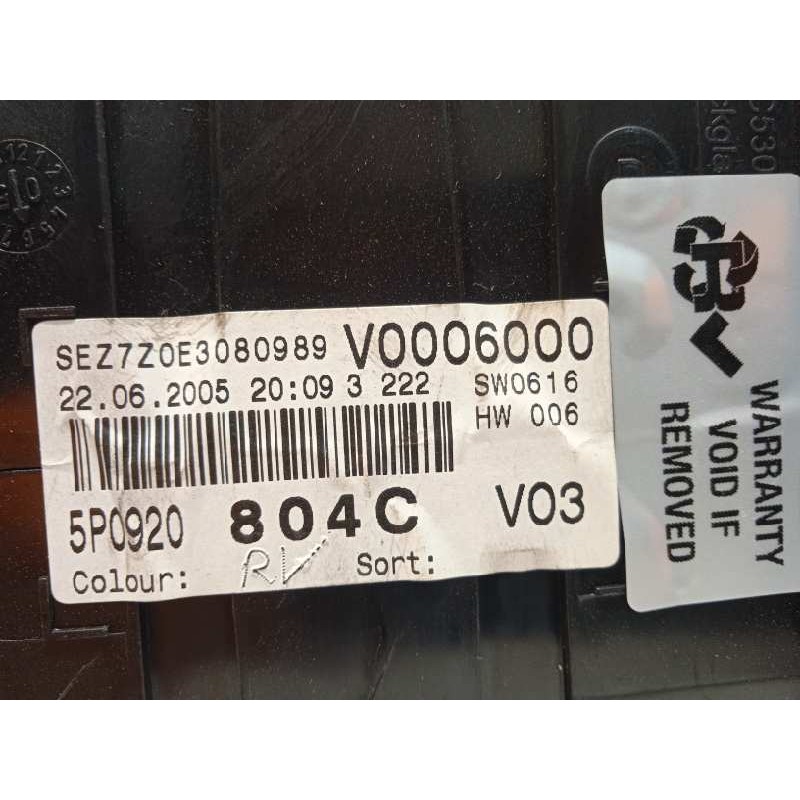 SEZ7Z0E3080989 V0006000
22.06.2005 20:09 3 222 SW0616
HW 006
5P0920 804C V03
Colour: RV Sort:
WARRANTY
VOID IF
REMOVED